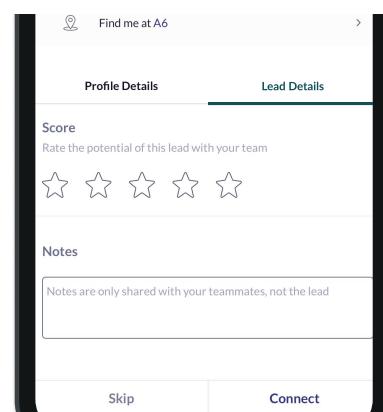 Find me at A6
Profile Details
Lead Details
Score
Rate the potential of this lead with your team
Notes
Notes are only shared with your teammates, not the lead
Skip
Connect